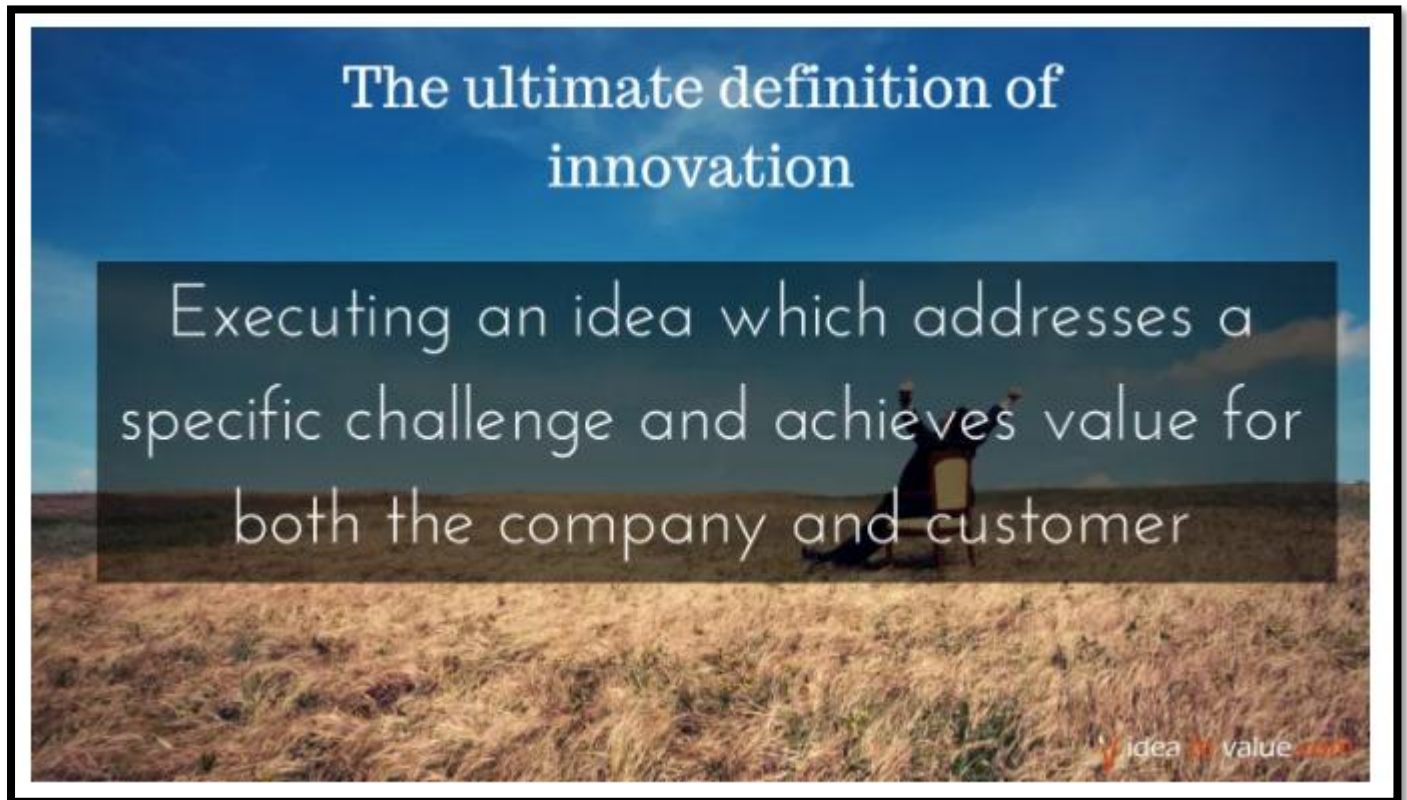 The ultimate definition of
innovation
Executing an idea which addresses a
specific challenge and achieves value for
both the company and customer
idea to value.com